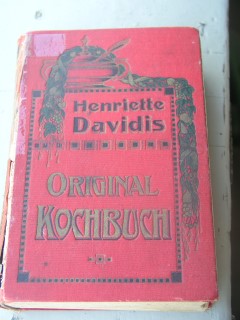 Henriette
Davidis
ORIGINAL
KOCHBUCH